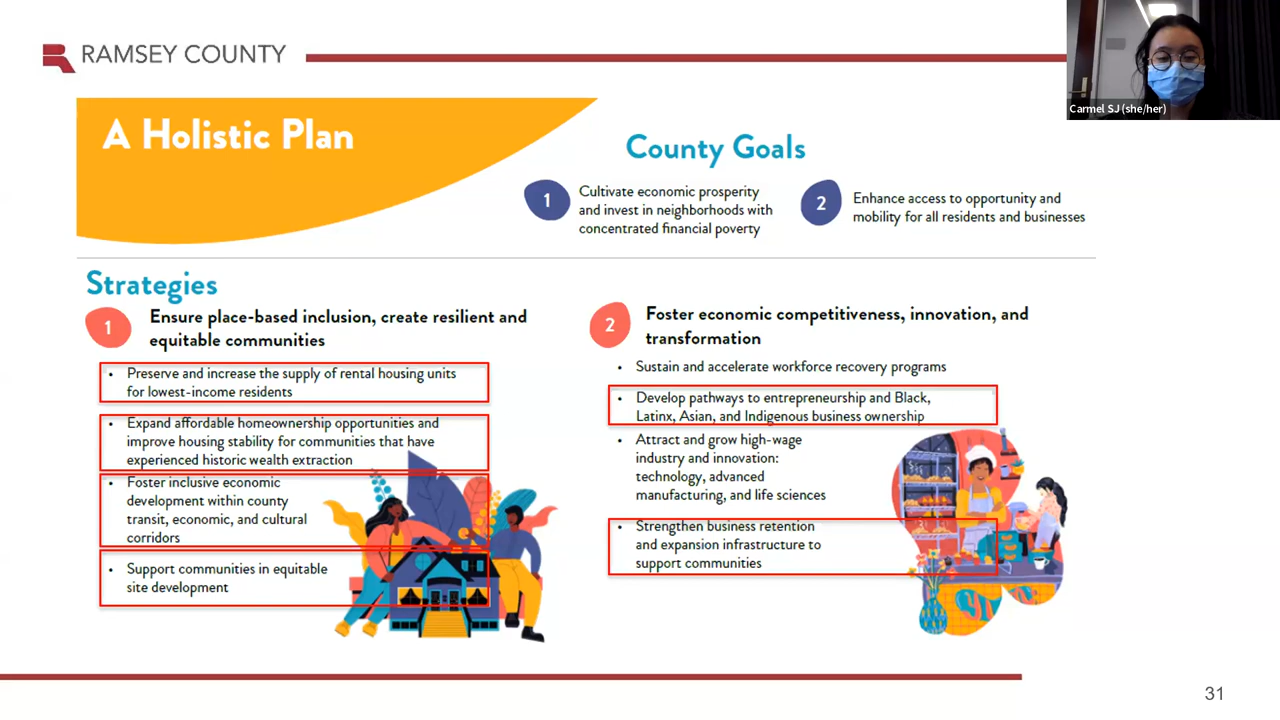 RAMSEY COUNTY
Carmel SJ (she/her)
A Holistic Plan
County Goals
1
Cultivate economic prosperity
and invest in neighborhoods with
concentrated financial poverty
2
Enhance access to opportunity and
mobility for all residents and businesses
Strategies
1
Ensure place-based inclusion, create resilient and
equitable communities
• Preserve and increase the supply of rental housing units
for lowest-income residents
• Expand affordable homeownership opportunities and
improve housing stability for communities that have
experienced historic wealth extraction
• Foster inclusive economic
development within county
transit, economic, and cultural
corridors
• Support communities in equitable
site development
2
Foster economic competitiveness, innovation, and
transformation
• Sustain and accelerate workforce recovery programs
• Develop pathways to entrepreneurship and Black,
Latinx, Asian, and Indigenous business ownership
• Attract and grow high-wage
industry and innovation:
technology, advanced
manufacturing, and life sciences
• Strengthen business retention
and expansion infrastructure to
support communities
31